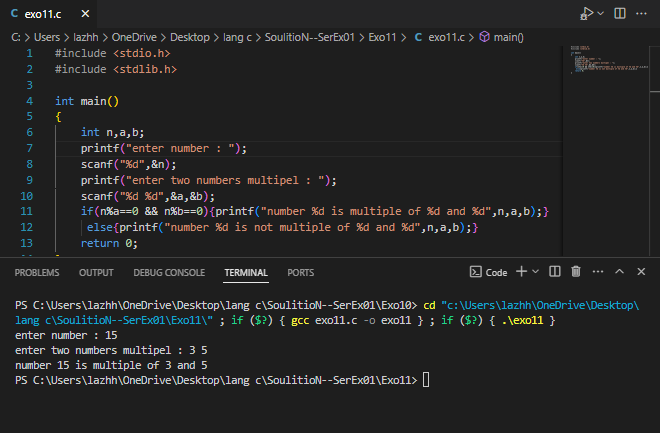 C exo11.c ×
C: > Users > lazhh > OneDrive > Desktop > lang c > SoulitioN--SerEx01 > Exo11 > C exo11.c > main()
1 #include <stdio.h>
2 #include <stdlib.h>
3
4 int main()
5 {
6 int n,a,b;
7 printf("enter number : ");
8 scanf("%d",&n);
9 printf("enter two numbers multipel : ");
10 scanf("%d %d",&a,&b);
11 if(n%a==0 && n%b==0){printf("number %d is multiple of %d and %d",n,a,b);}
12 else{printf("number %d is not multiple of %d and %d",n,a,b);}
13 return 0;
PROBLEMS OUTPUT DEBUG CONSOLE TERMINAL PORTS Code
PS C:\Users\lazhh\OneDrive\Desktop\lang c\SoulitioN--SerEx01\Exo10> cd "c:\Users\lazhh\OneDrive\Desktop\
lang c\SoulitioN--SerEx01\Exo11\" ; if ($?) { gcc exo11.c -o exo11 } ; if ($?) { .\exo11 }
enter number : 15
enter two numbers multipel : 3 5
number 15 is multiple of 3 and 5
PS C:\Users\lazhh\OneDrive\Desktop\lang c\SoulitioN--SerEx01\Exo11>